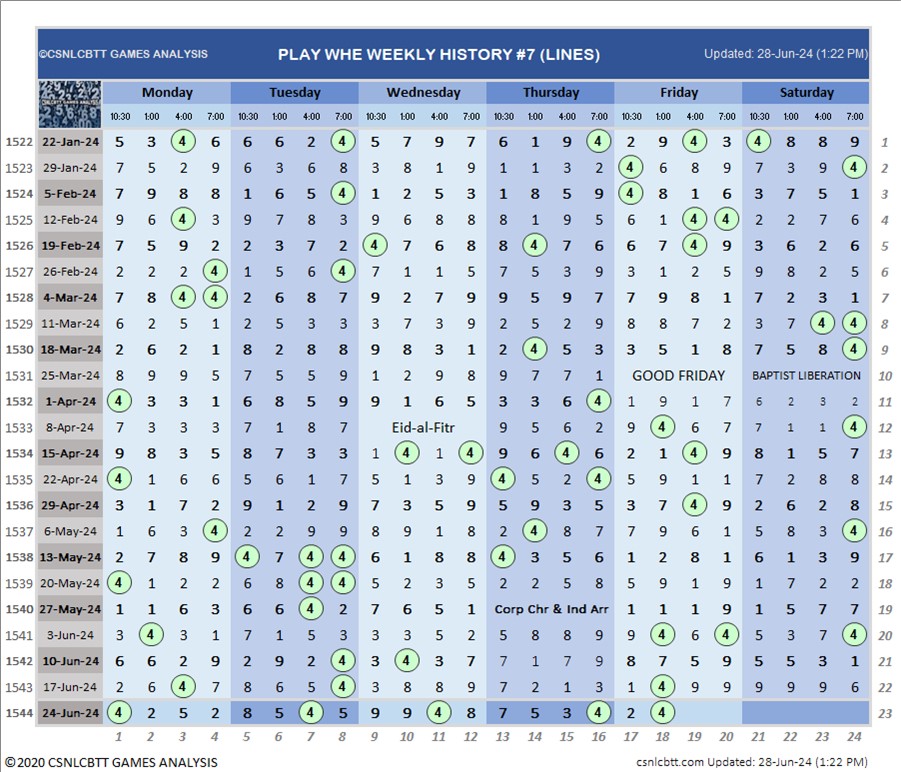 ©CSNLCBTT GAMES ANALYSIS PLAY WHE WEEKLY HISTORY #7 (LINES) Updated: 28-Jun-24 (1:22 PM)
Monday Tuesday Wednesday Thursday Friday Saturday
10:30 1:00 4:00 7:00 10:30 1:00 4:00 7:00 10:30 1:00 4:00 7:00 10:30 1:00 4:00 7:00 10:30 1:00 4:00 7:00 10:30 1:00 4:00 7:00
1522 22-Jan-24 5 3 4 6 6 6 2 4 5 7 9 7 6 1 9 4 2 9 4 3 4 8 8 9 1
1523 29-Jan-24 7 5 2 9 6 3 6 8 3 8 1 9 1 1 3 2 4 6 8 9 7 3 9 4 2
1524 5-Feb-24 7 9 8 8 1 6 5 4 1 2 5 3 1 8 5 9 4 8 1 6 3 7 5 1 3
1525 12-Feb-24 9 6 4 3 9 7 8 3 9 6 8 8 8 1 9 5 6 1 4 4 2 2 7 6 4
1526 19-Feb-24 7 5 9 2 2 3 7 2 4 7 6 8 8 4 7 6 6 7 4 9 3 6 2 6 5
1527 26-Feb-24 2 2 2 4 1 5 6 4 7 1 1 5 7 5 3 9 3 1 2 5 9 8 2 5 6
1528 4-Mar-24 7 8 4 4 2 6 8 7 9 2 7 9 9 5 9 7 7 9 8 1 7 2 3 1 7
1529 11-Mar-24 6 2 5 1 2 5 3 3 3 7 3 9 2 5 2 9 8 8 7 2 3 7 4 4 8
1530 18-Mar-24 2 6 2 1 8 2 8 8 9 8 3 1 2 4 5 3 3 5 1 8 7 5 8 4 9
1531 25-Mar-24 8 9 9 5 7 5 5 9 1 2 9 8 9 7 7 1 GOOD FRIDAY BAPTIST LIBERATION 10
1532 1-Apr-24 4 3 3 1 6 8 5 9 9 1 6 5 3 3 6 4 1 9 1 7 6 2 3 2 11
1533 8-Apr-24 7 3 3 3 7 1 8 7 Eid-al-Fitr 9 5 6 2 9 4 6 7 7 1 1 4 12
1534 15-Apr-24 9 8 3 5 8 7 3 3 1 4 1 4 9 6 4 6 2 1 4 9 8 1 5 7 13
1535 22-Apr-24 4 1 6 6 5 6 1 7 5 1 3 9 4 5 2 4 5 9 1 1 7 2 8 8 14
1536 29-Apr-24 3 1 7 2 9 1 2 9 7 3 5 9 5 9 3 5 3 7 4 9 2 6 2 8 15
1537 6-May-24 1 6 3 4 2 2 9 9 8 9 1 8 2 4 8 7 7 9 6 1 5 8 3 4 16
1538 13-May-24 2 7 8 9 4 7 4 4 6 1 8 8 4 3 5 6 1 2 8 1 6 1 3 9 17
1539 20-May-24 4 1 2 2 6 8 4 4 5 2 3 5 2 2 5 8 5 9 1 9 1 7 2 2 18
1540 27-May-24 1 1 6 3 6 6 4 2 7 6 5 1 Corp Chr & Ind Arr 1 1 1 9 1 5 7 7 19
1541 3-Jun-24 3 4 3 1 7 1 5 3 3 3 5 2 5 8 8 9 9 4 6 4 5 3 7 4 20
1542 10-Jun-24 6 6 2 9 2 9 2 4 3 4 3 2 7 1 7 9 8 7 5 9 5 5 3 1 21
1543 17-Jun-24 2 6 4 7 8 6 5 4 3 8 8 9 7 2 1 3 1 4 9 9 9 9 9 6 22
1544 24-Jun-24 4 2 5 2 8 5 4 5 9 9 4 8 7 5 3 4 2 4 23
1 2 3 4 5 6 7 8 9 10 11 12 13 14 15 16 17 18 19 20 21 22 23 24
©2020 CSNLCBTT GAMES ANALYSIS csnlcbtt.com Updated: 28-Jun-24 (1:22 PM)